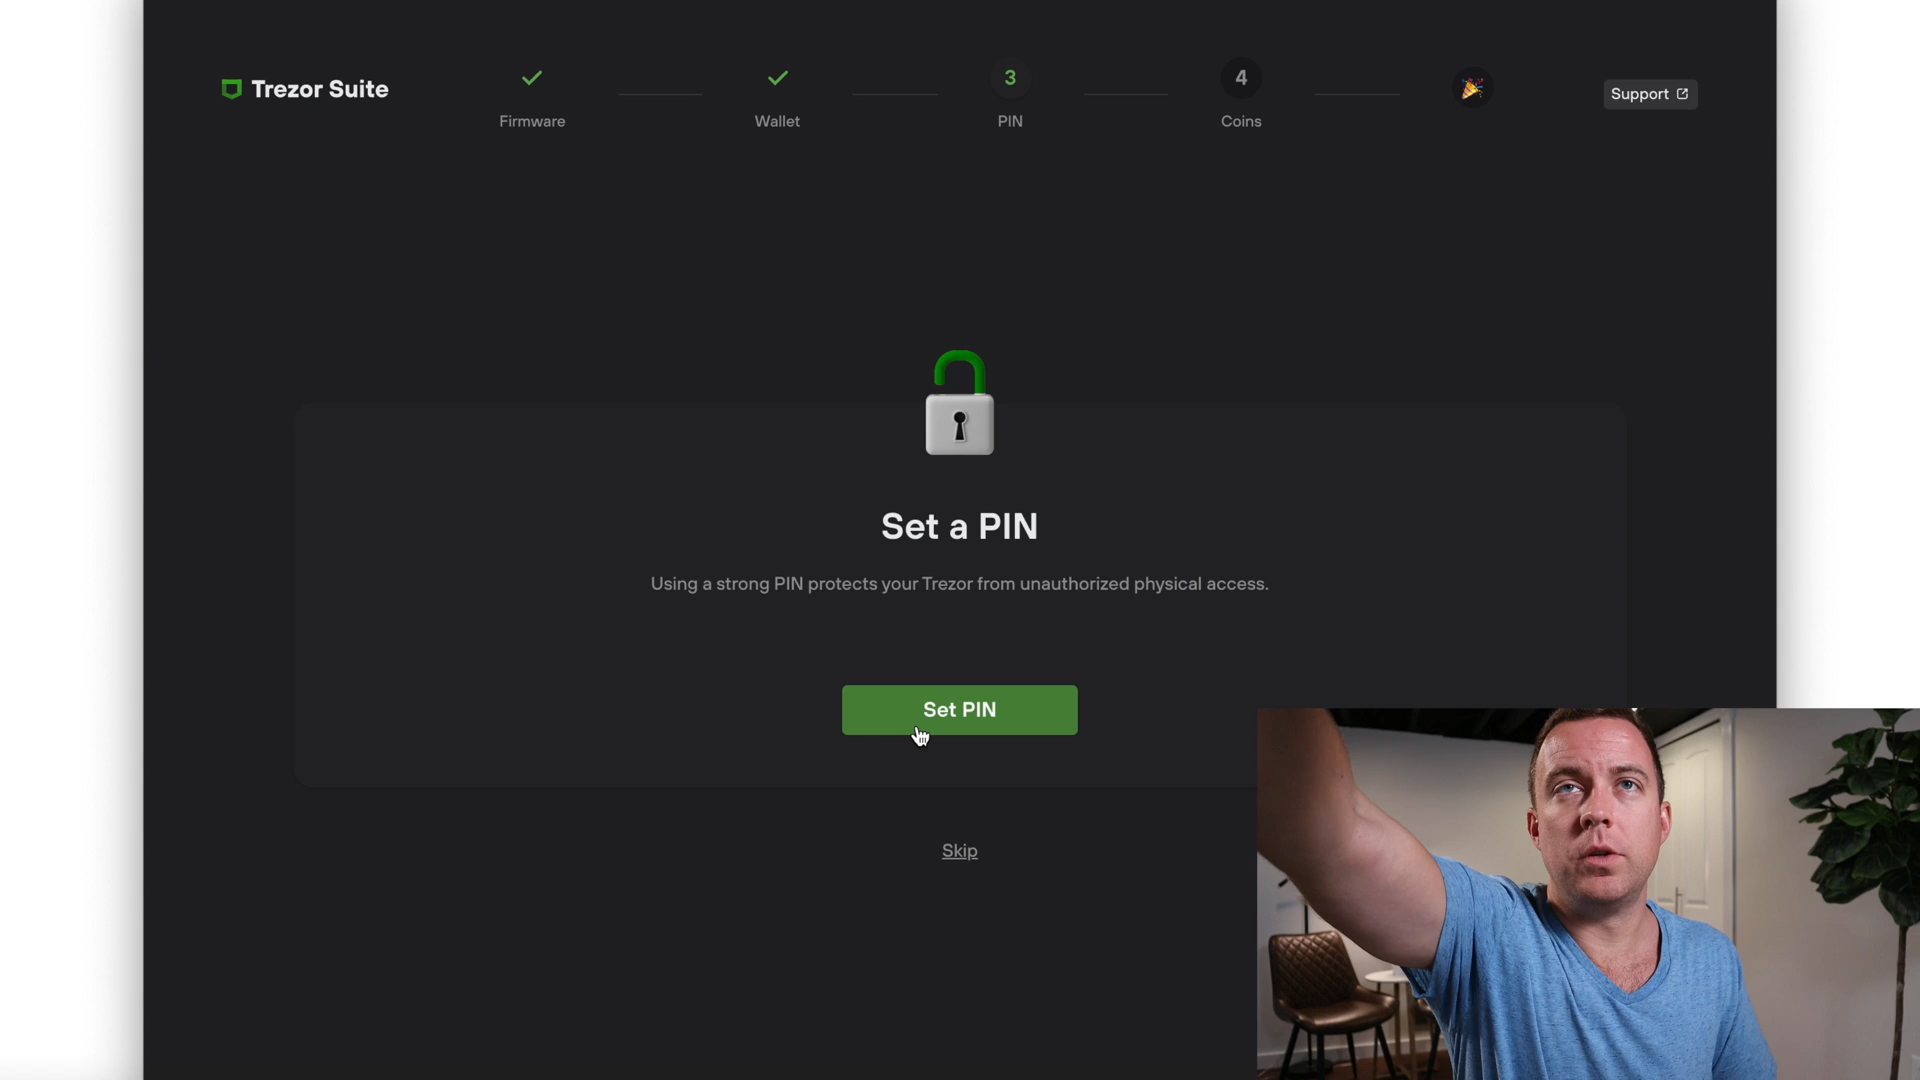 Trezor Suite
Firmware
Wallet
3
PIN
4
Coins
Support
Set a PIN
Using a strong PIN protects your Trezor from unauthorized physical access.
Set PIN
Skip